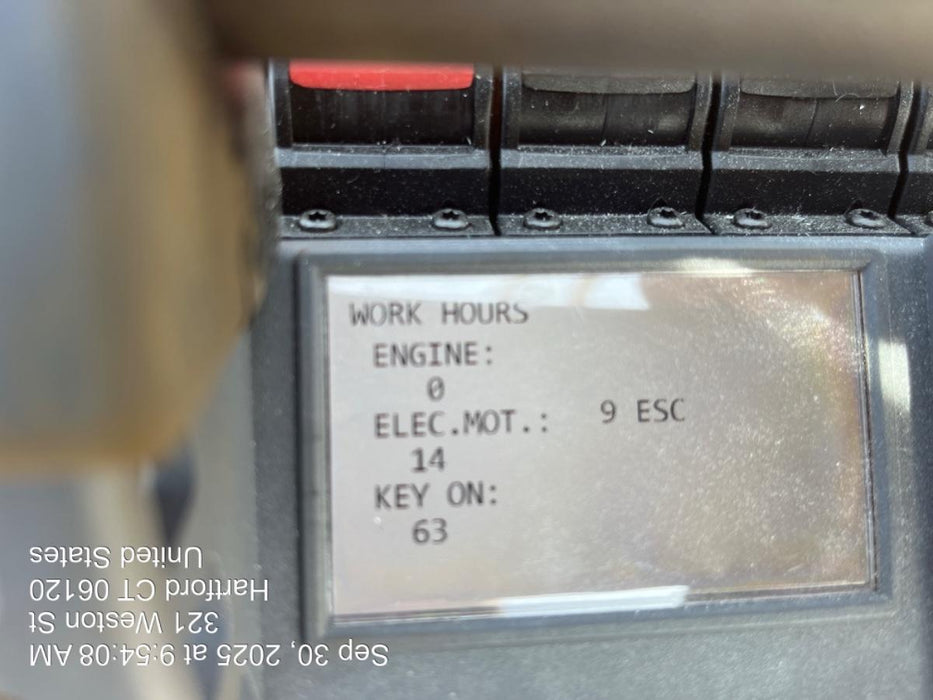 WORK HOURS
ENGINE:
0
ELEC.MOT.: 9 ESC
14
KEY ON:
63
Sep 30, 2025 at 9:54:08 AM
321 Weston St
Hartford CT 06120
United States